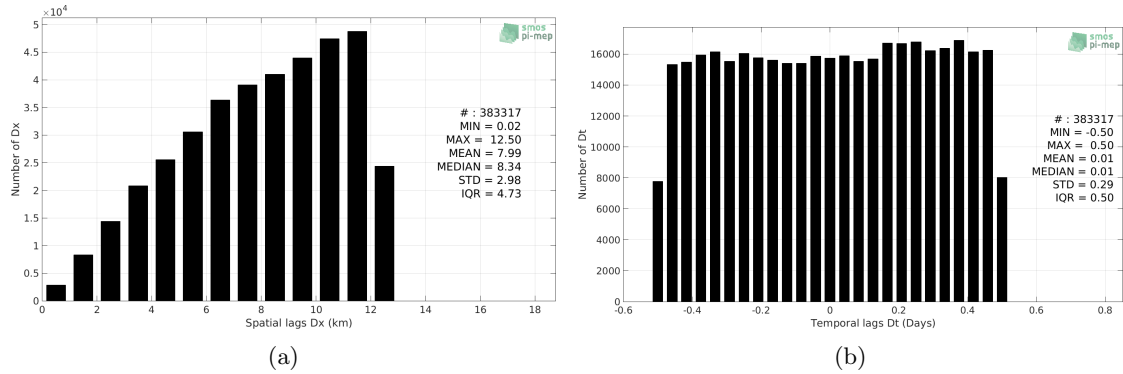 ×10⁴
5
4.5
4
3.5
3
2.5
2
1.5
1
0.5
0
Number of Dx
smos
pi-mep
# : 383317
MIN = 0.02
MAX = 12.50
MEAN = 7.99
MEDIAN = 8.34
STD = 2.98
IQR = 4.73
0 2 4 6 8 10 12 14 16 18
Spatial lags Dx (km)
(a)
16000
14000
12000
10000
8000
6000
4000
2000
0
Number of Dt
smos
pi-mep
# : 383317
MIN = -0.50
MAX = 0.50
MEAN = 0.01
MEDIAN = 0.01
STD = 0.29
IQR = 0.50
-0.6 -0.4 -0.2 0 0.2 0.4 0.6 0.8
Temporal lags Dt (Days)
(b)